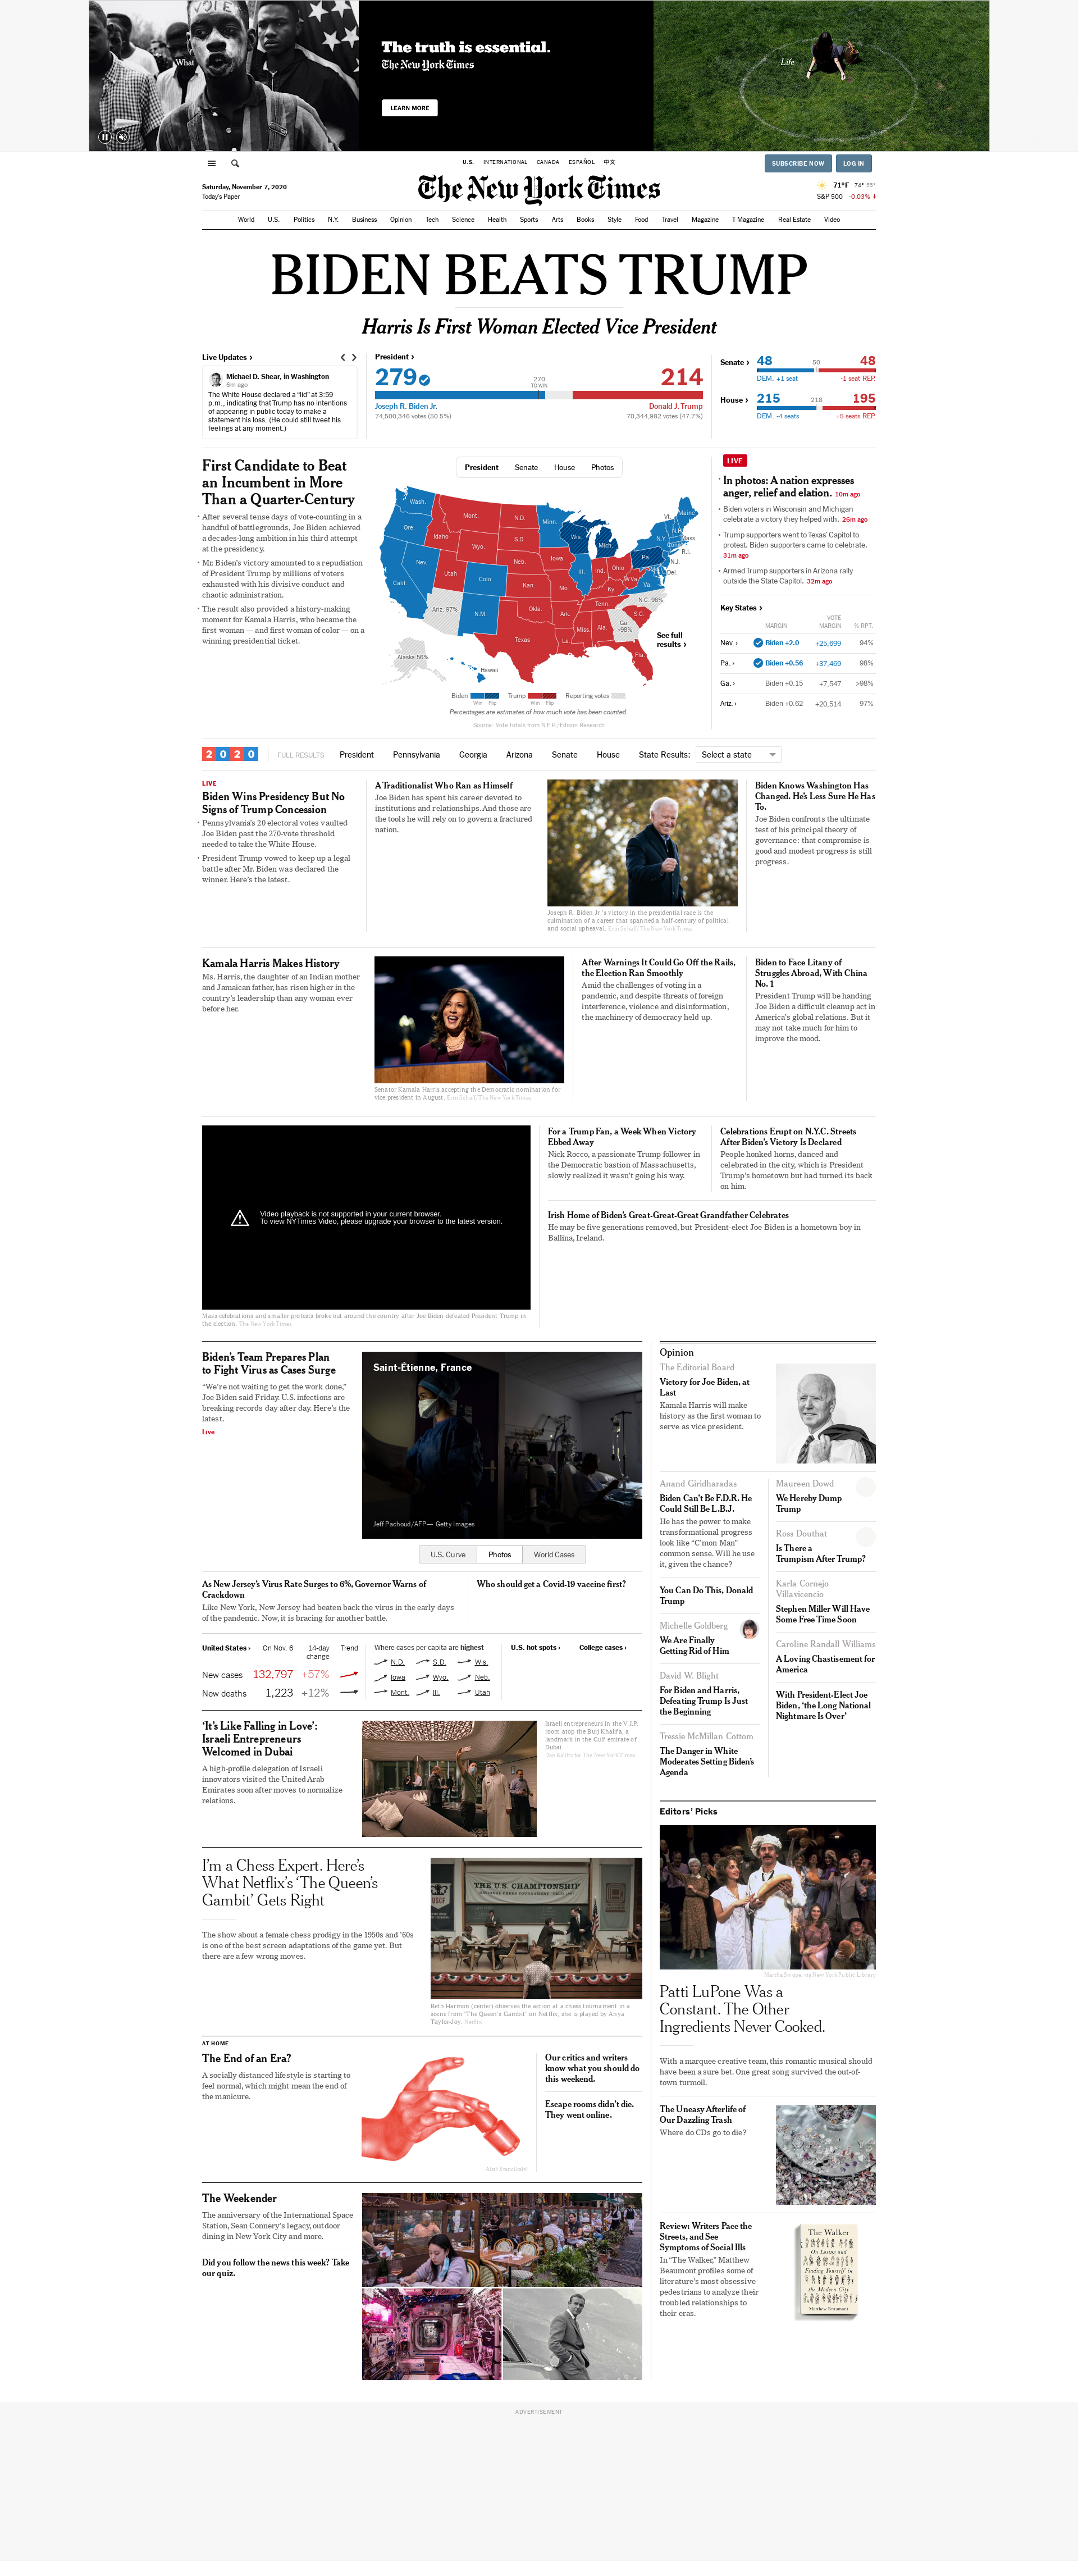 What
The truth is essential.
The New York Times
LEARN MORE
Life
U.S. INTERNATIONAL CANADA ESPAÑOL 中文
SUBSCRIBE NOW LOG IN
Saturday, November 7, 2020
Today's Paper
The New York Times
71°F 74° 55°
S&P 500 -0.03% ↓
World U.S. Politics N.Y. Business Opinion Tech Science Health Sports Arts Books Style Food Travel Magazine T Magazine Real Estate Video
BIDEN BEATS TRUMP
Harris Is First Woman Elected Vice President
Live Updates ›
Michael D. Shear, in Washington
6m ago
The White House declared a “lid” at 3:59
p.m., indicating that Trump has no intentions
of appearing in public today to make a
statement his loss. (He could still tweet his
feelings at any moment.)
President ›
279 214
270
TO WIN
Joseph R. Biden Jr. Donald J. Trump
74,500,346 votes (50.5%) 70,344,982 votes (47.7%)
Senate › 48 50 48
DEM. +1 seat -1 seat REP.
House › 215 218 195
DEM. -4 seats +5 seats REP.
First Candidate to Beat
an Incumbent in More
Than a Quarter-Century
After several tense days of vote-counting in a
handful of battlegrounds, Joe Biden achieved
a decades-long ambition in his third attempt
at the presidency.
Mr. Biden’s victory amounted to a repudiation
of President Trump by millions of voters
exhausted with his divisive conduct and
chaotic administration.
The result also provided a history-making
moment for Kamala Harris, who became the
first woman — and first woman of color — on a
winning presidential ticket.
President Senate House Photos
Wash.
Ore.
Calif.
Nev.
Idaho
Mont.
Wyo.
Utah
Colo.
Ariz. 97%
N.M.
N.D.
S.D.
Neb.
Kan.
Okla.
Texas
Minn.
Iowa
Mo.
Ark.
La.
Wis.
Ill.
Mich.
Ind.
Ohio
Ky.
Tenn.
Miss.
Ala.
Ga.
>98%
Fla.
S.C.
N.C. 98%
Va.
W.Va.
Pa.
N.Y.
Vt.
N.H.
Maine
Mass.
R.I.
Conn.
N.J.
Del.
Alaska 56%
Hawaii
See full
results ›
Biden Trump Reporting votes
Win Flip Win Flip
Percentages are estimates of how much vote has been counted.
Source: Vote totals from N.E.P./Edison Research
LIVE
In photos: A nation expresses
anger, relief and elation. 10m ago
Biden voters in Wisconsin and Michigan
celebrate a victory they helped with. 26m ago
Trump supporters went to Texas’ Capitol to
protest. Biden supporters came to celebrate.
31m ago
Armed Trump supporters in Arizona rally
outside the State Capitol. 32m ago
Key States ›
MARGIN VOTE MARGIN % RPT.
Nev. › Biden +2.0 +25,699 94%
Pa. › Biden +0.56 +37,469 98%
Ga. › Biden +0.15 +7,547 >98%
Ariz. › Biden +0.62 +20,514 97%
2020 FULL RESULTS President Pennsylvania Georgia Arizona Senate House State Results: Select a state
LIVE
Biden Wins Presidency But No
Signs of Trump Concession
Pennsylvania’s 20 electoral votes vaulted
Joe Biden past the 270-vote threshold
needed to take the White House.
President Trump vowed to keep up a legal
battle after Mr. Biden was declared the
winner. Here’s the latest.
A Traditionalist Who Ran as Himself
Joe Biden has spent his career devoted to
institutions and relationships. And those are
the tools he will rely on to govern a fractured
nation.
Joseph R. Biden Jr.’s victory in the presidential race is the
culmination of a career that spanned a half-century of political
and social upheaval. Erin Schaff/The New York Times
Biden Knows Washington Has
Changed. He’s Less Sure He Has
To.
Joe Biden confronts the ultimate
test of his principal theory of
governance: that compromise is
good and modest progress is still
progress.
Kamala Harris Makes History
Ms. Harris, the daughter of an Indian mother
and Jamaican father, has risen higher in the
country’s leadership than any woman ever
before her.
Senator Kamala Harris accepting the Democratic nomination for
vice president in August. Erin Schaff/The New York Times
After Warnings It Could Go Off the Rails,
the Election Ran Smoothly
Amid the challenges of voting in a
pandemic, and despite threats of foreign
interference, violence and disinformation,
the machinery of democracy held up.
Biden to Face Litany of
Struggles Abroad, With China
No. 1
President Trump will be handing
Joe Biden a difficult cleanup act in
America’s global relations. But it
may not take much for him to
improve the mood.
Video playback is not supported in your current browser.
To view NYTimes Video, please upgrade your browser to the latest version.
Mass celebrations and smaller protests broke out around the country after Joe Biden defeated President Trump in
the election. The New York Times
For a Trump Fan, a Week When Victory
Ebbed Away
Nick Rocco, a passionate Trump follower in
the Democratic bastion of Massachusetts,
slowly realized it wasn’t going his way.
Celebrations Erupt on N.Y.C. Streets
After Biden’s Victory Is Declared
People honked horns, danced and
celebrated in the city, which is President
Trump’s hometown but had turned its back
on him.
Irish Home of Biden’s Great-Great-Great Grandfather Celebrates
He may be five generations removed, but President-elect Joe Biden is a hometown boy in
Ballina, Ireland.
Biden’s Team Prepares Plan
to Fight Virus as Cases Surge
“We’re not waiting to get the work done,”
Joe Biden said Friday. U.S. infections are
breaking records day after day. Here’s the
latest.
Live
Saint-Étienne, France
Jeff Pachoud/AFP — Getty Images
U.S. Curve Photos World Cases
As New Jersey’s Virus Rate Surges to 6%, Governor Warns of
Crackdown
Like New York, New Jersey had beaten back the virus in the early days
of the pandemic. Now, it is bracing for another battle.
Who should get a Covid-19 vaccine first?
United States › On Nov. 6 14-day change Trend
New cases 132,797 +57%
New deaths 1,223 +12%
Where cases per capita are highest
N.D. S.D. Wis.
Iowa Wyo. Neb.
Mont. Ill. Utah
U.S. hot spots › College cases ›
‘It’s Like Falling in Love’:
Israeli Entrepreneurs
Welcomed in Dubai
A high-profile delegation of Israeli
innovators visited the United Arab
Emirates soon after moves to normalize
relations.
Israeli entrepreneurs in the V.I.P.
room atop the Burj Khalifa, a
landmark in the Gulf emirate of
Dubai.
Dan Balilty for The New York Times
I’m a Chess Expert. Here’s
What Netflix’s ‘The Queen’s
Gambit’ Gets Right
The show about a female chess prodigy in the 1950s and ’60s
is one of the best screen adaptations of the game yet. But
there are a few wrong moves.
THE U.S. CHAMPIONSHIP
USCF
Beth Harmon (center) observes the action at a chess tournament in a
scene from “The Queen’s Gambit” on Netflix; she is played by Anya
Taylor-Joy. Netflix
AT HOME
The End of an Era?
A socially distanced lifestyle is starting to
feel normal, which might mean the end of
the manicure.
Our critics and writers
know what you should do
this weekend.
Escape rooms didn’t die.
They went online.
The Weekender
The anniversary of the International Space
Station, Sean Connery’s legacy, outdoor
dining in New York City and more.
Did you follow the news this week? Take
our quiz.
Opinion
The Editorial Board
Victory for Joe Biden, at
Last
Kamala Harris will make
history as the first woman to
serve as vice president.
Anand Giridharadas
Biden Can’t Be F.D.R. He
Could Still Be L.B.J.
He has the power to make
transformational progress
look like “C’mon Man”
common sense. Will he use
it, given the chance?
You Can Do This, Donald
Trump
Michelle Goldberg
We Are Finally
Getting Rid of Him
David W. Blight
For Biden and Harris,
Defeating Trump Is Just
the Beginning
Tressie McMillan Cottom
The Danger in White
Moderates Setting Biden’s
Agenda
Maureen Dowd
We Hereby Dump
Trump
Ross Douthat
Is There a
Trumpism After Trump?
Karla Cornejo
Villavicencio
Stephen Miller Will Have
Some Free Time Soon
Caroline Randall Williams
A Loving Chastisement for
America
With President-Elect Joe
Biden, ‘the Long National
Nightmare Is Over’
Editors’ Picks
Martha Swope, via New York Public Library
Patti LuPone Was a
Constant. The Other
Ingredients Never Cooked.
With a marquee creative team, this romantic musical should
have been a sure bet. One great song survived the out-of-
town turmoil.
The Uneasy Afterlife of
Our Dazzling Trash
Where do CDs go to die?
Review: Writers Pace the
Streets, and See
Symptoms of Social Ills
In “The Walker,” Matthew
Beaumont profiles some of
literature’s most obsessive
pedestrians to analyze their
troubled relationships to
their eras.
The Walker
On Losing and
Finding Yourself in
the Modern City
Matthew Beaumont
ADVERTISEMENT